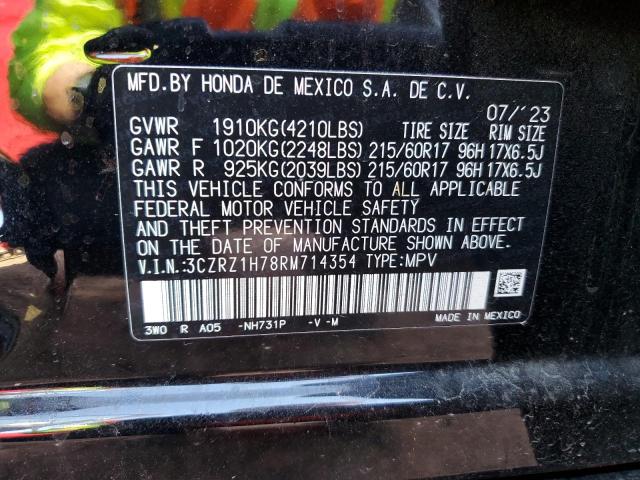 MFD.BY HONDA DE MEXICO S.A. DE C.V.
07/'23
GVWR 1910KG(4210LBS) TIRE SIZE RIM SIZE
GAWR F 1020KG(2248LBS) 215/60R17 96H 17X6.5J
GAWR R 925KG(2039LBS) 215/60R17 96H 17X6.5J
THIS VEHICLE CONFORMS TO ALL APPLICABLE
FEDERAL MOTOR VEHICLE SAFETY
AND THEFT PREVENTION STANDARDS IN EFFECT
ON THE DATE OF MANUFACTURE SHOWN ABOVE.
V.I.N.:3CZRZ1H78RM714354 TYPE:MPV
3W0 R A05 -NH731P -V -M MADE IN MEXICO